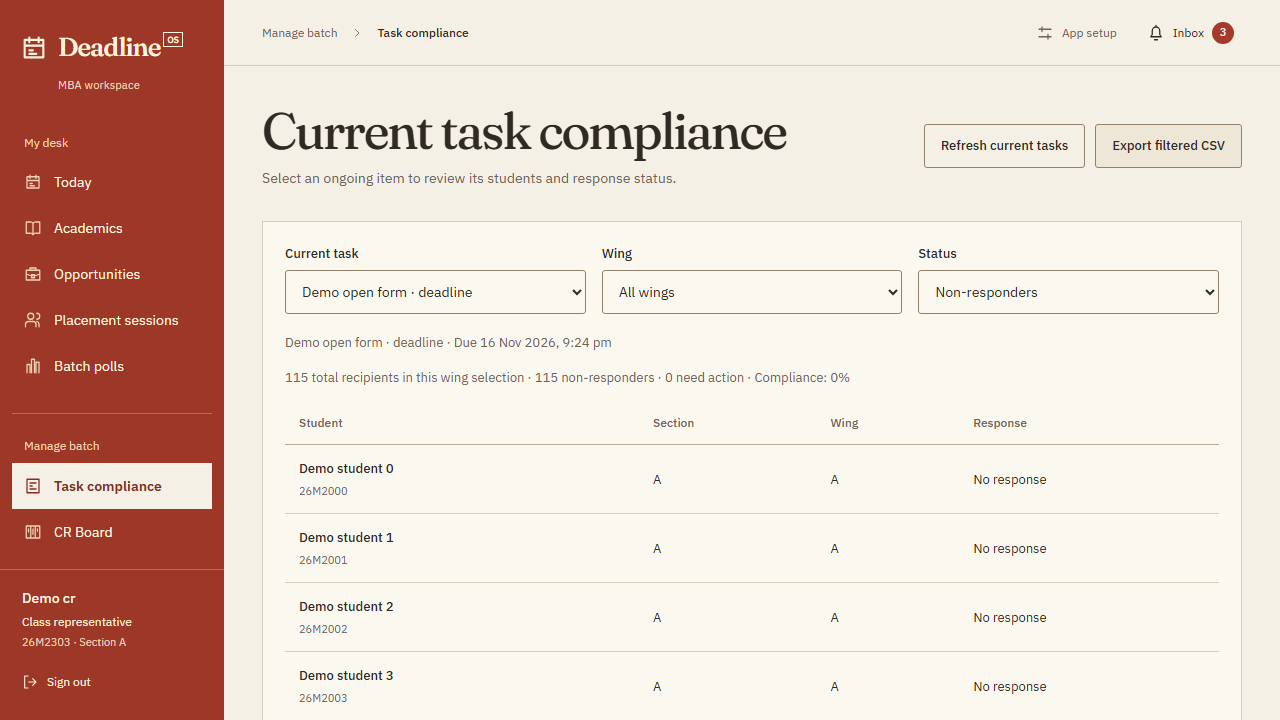 Deadline OS
MBA workspace
My desk
Today
Academics
Opportunities
Placement sessions
Batch polls
Manage batch
Task compliance
CR Board
Demo cr
Class representative
26M2303 · Section A
Sign out
Manage batch > Task compliance
App setup
Inbox 3
Current task compliance
Select an ongoing item to review its students and response status.
Refresh current tasks
Export filtered CSV
Current task Wing Status
Demo open form · deadline All wings Non-responders
Demo open form · deadline · Due 16 Nov 2026, 9:24 pm
115 total recipients in this wing selection · 115 non-responders · 0 need action · Compliance: 0%
Student Section Wing Response
Demo student 0
26M2000
A A No response
Demo student 1
26M2001
A A No response
Demo student 2
26M2002
A A No response
Demo student 3
26M2003
A A No response